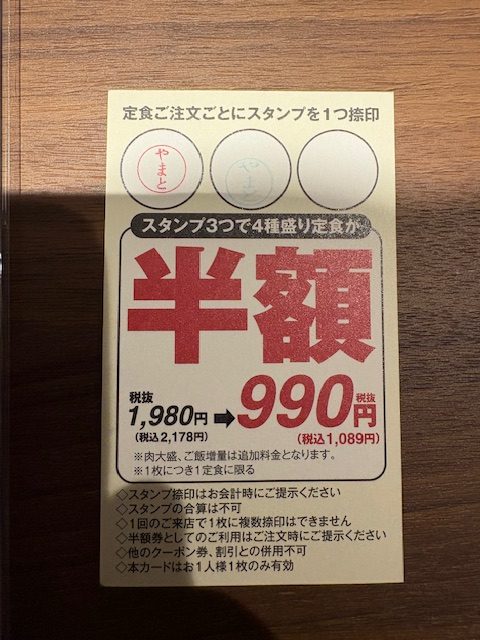 定食ご注文ごとにスタンプを1つ捺印
やまと
やまと
スタンプ3つで4種盛り定食が
半額
税抜
1,980円
(税込2,178円)
➡
990円
税抜
(税込1,089円)
※肉大盛、ご飯増量は追加料金となります。
※1枚につき1定食に限る
◇スタンプ捺印はお会計時にご提示ください
◇スタンプの合算は不可
◇1回のご来店で1枚に複数捺印はできません
◇半額券としてのご利用はご注文時にご提示ください
◇他のクーポン券、割引との併用不可
◇本カードはお1人様1枚のみ有効